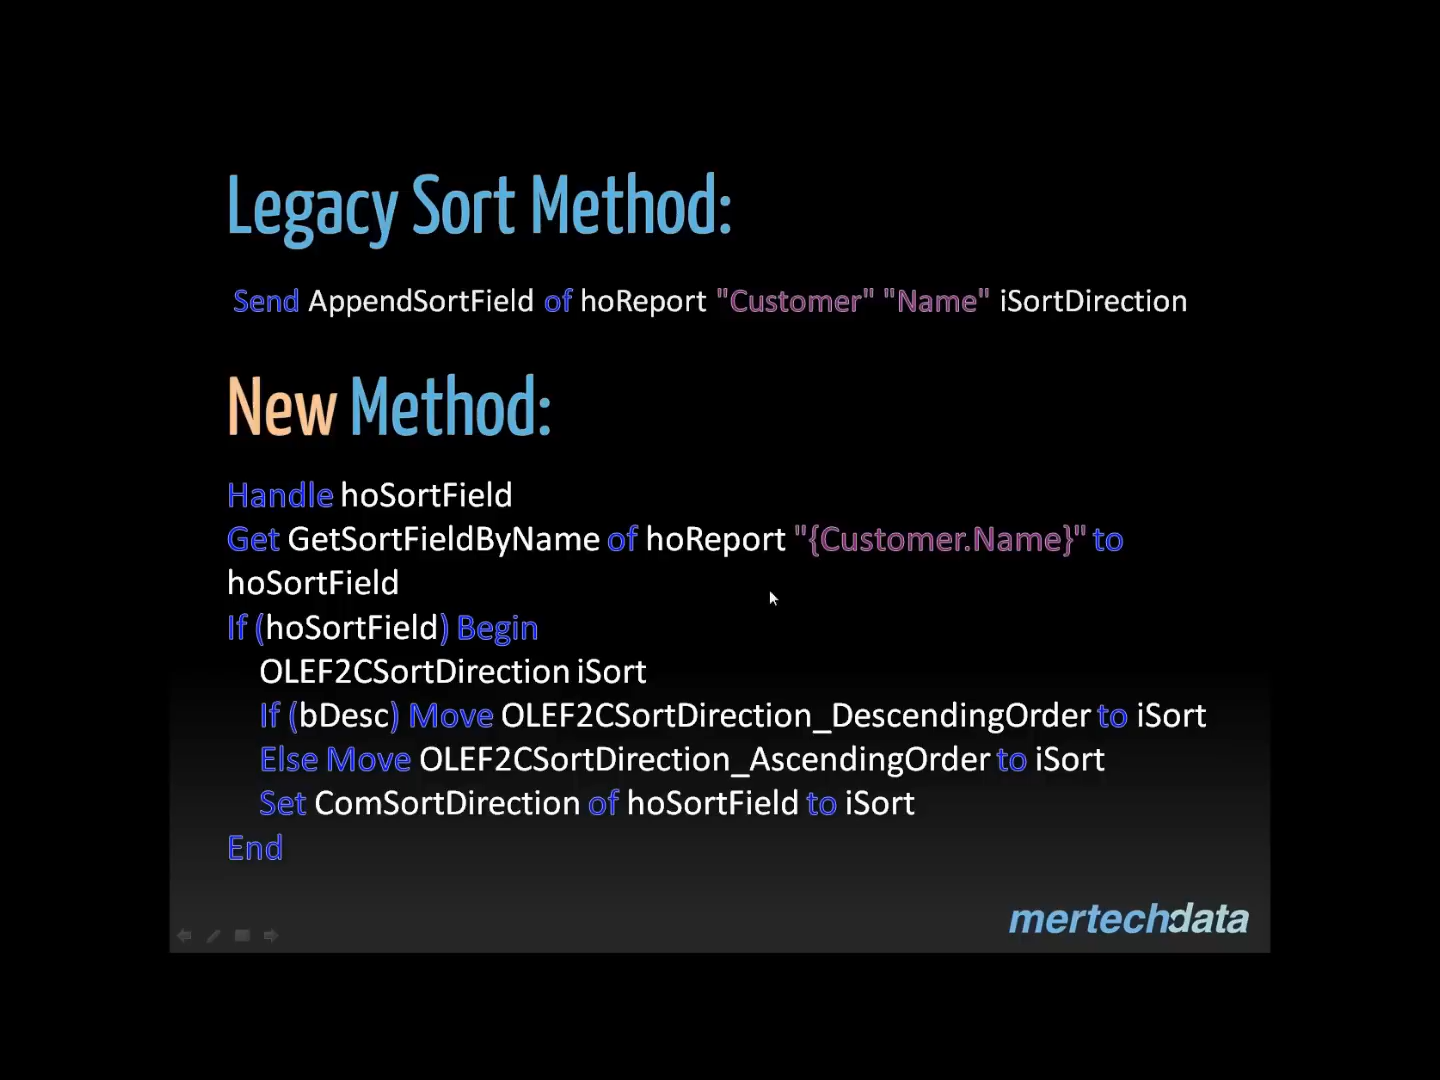 Legacy Sort Method:
Send AppendSortField of hoReport "Customer" "Name" iSortDirection
New Method:
Handle hoSortField
Get GetSortFieldByName of hoReport "{Customer.Name}" to
hoSortField
If (hoSortField) Begin
OLEF2CSortDirection iSort
If (bDesc) Move OLEF2CSortDirection_DescendingOrder to iSort
Else Move OLEF2CSortDirection_AscendingOrder to iSort
Set ComSortDirection of hoSortField to iSort
End
mertechdata